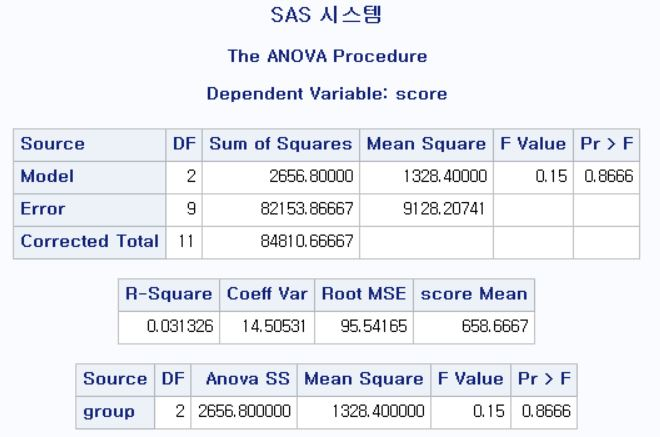 SAS 시스템
The ANOVA Procedure
Dependent Variable: score
Source DF Sum of Squares Mean Square F Value Pr > F
Model 2 2656.80000 1328.40000 0.15 0.8666
Error 9 82153.86667 9128.20741
Corrected Total 11 84810.66667
R-Square Coeff Var Root MSE score Mean
0.031326 14.50531 95.54165 658.6667
Source DF Anova SS Mean Square F Value Pr > F
group 2 2656.800000 1328.400000 0.15 0.8666